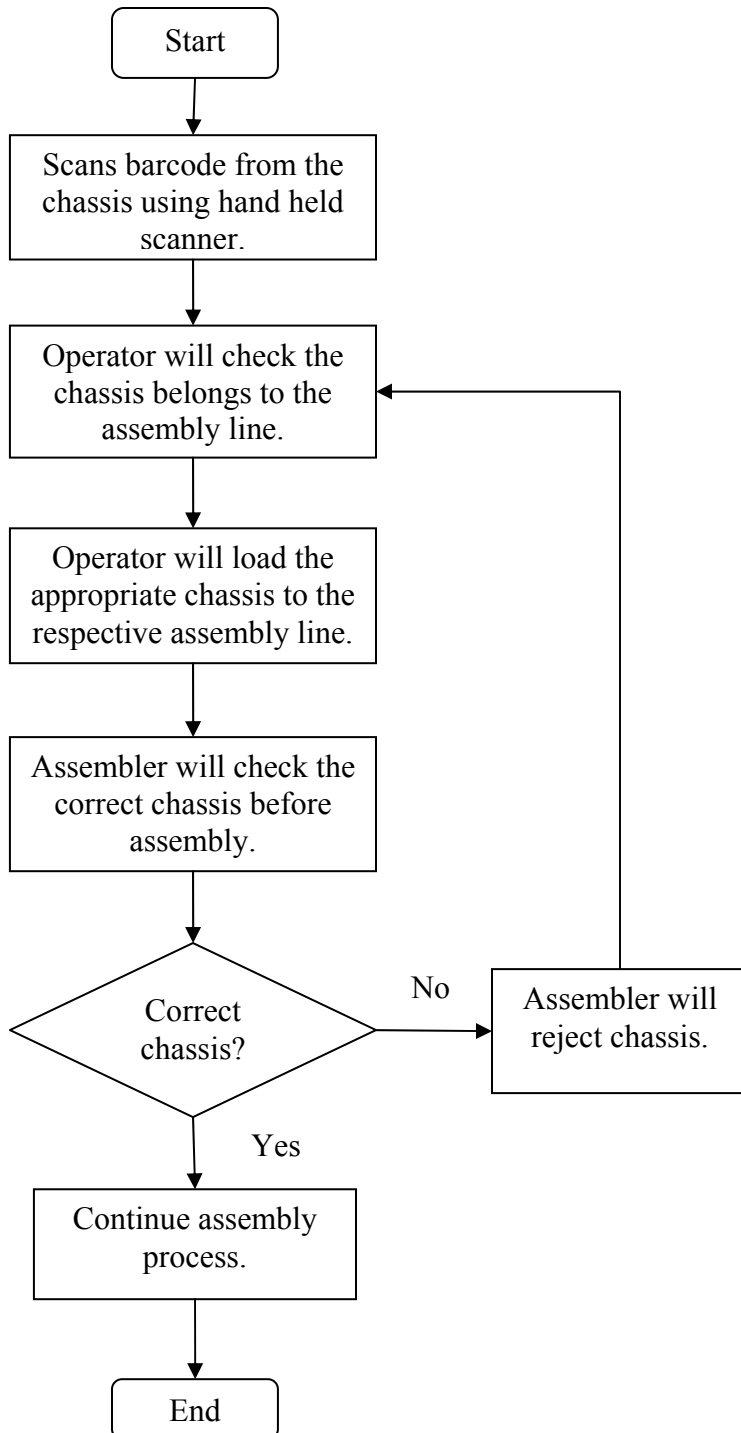 Start
Scans barcode from the
chassis using hand held
scanner.
Operator will check the
chassis belongs to the
assembly line.
Operator will load the
appropriate chassis to the
respective assembly line.
Assembler will check the
correct chassis before
assembly.
Correct
chassis?
No
Assembler will
reject chassis.
Yes
Continue assembly
process.
End